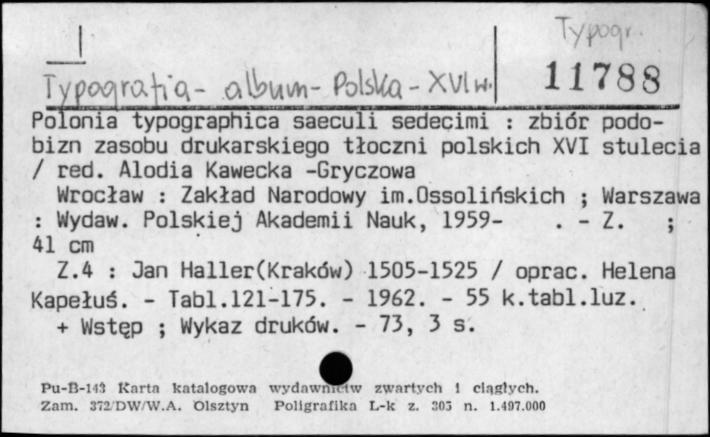 Typogr.
Typografia - album - Polska - XVI w.
11788
Polonia typographica saeculi sedecimi : zbiór podo-
bizn zasobu drukarskiego tłoczni polskich XVI stulecia
/ red. Alodia Kawecka -Gryczowa
Wrocław : Zakład Narodowy im.Ossolińskich ; Warszawa
: Wydaw. Polskiej Akademii Nauk, 1959- . - Z. ;
41 cm
Z.4 : Jan Haller(Kraków) 1505-1525 / oprac. Helena
Kapełuś. - Tabl.121-175. - 1962. - 55 k.tabl.luz.
+ Wstęp ; Wykaz druków. - 73, 3 s.
Pu-B-143 Karta katalogowa wydawnictw zwartych i ciągłych.
Zam. 372/DW/W.A. Olsztyn Poligrafika L-k z. 305 n. 1.497.000